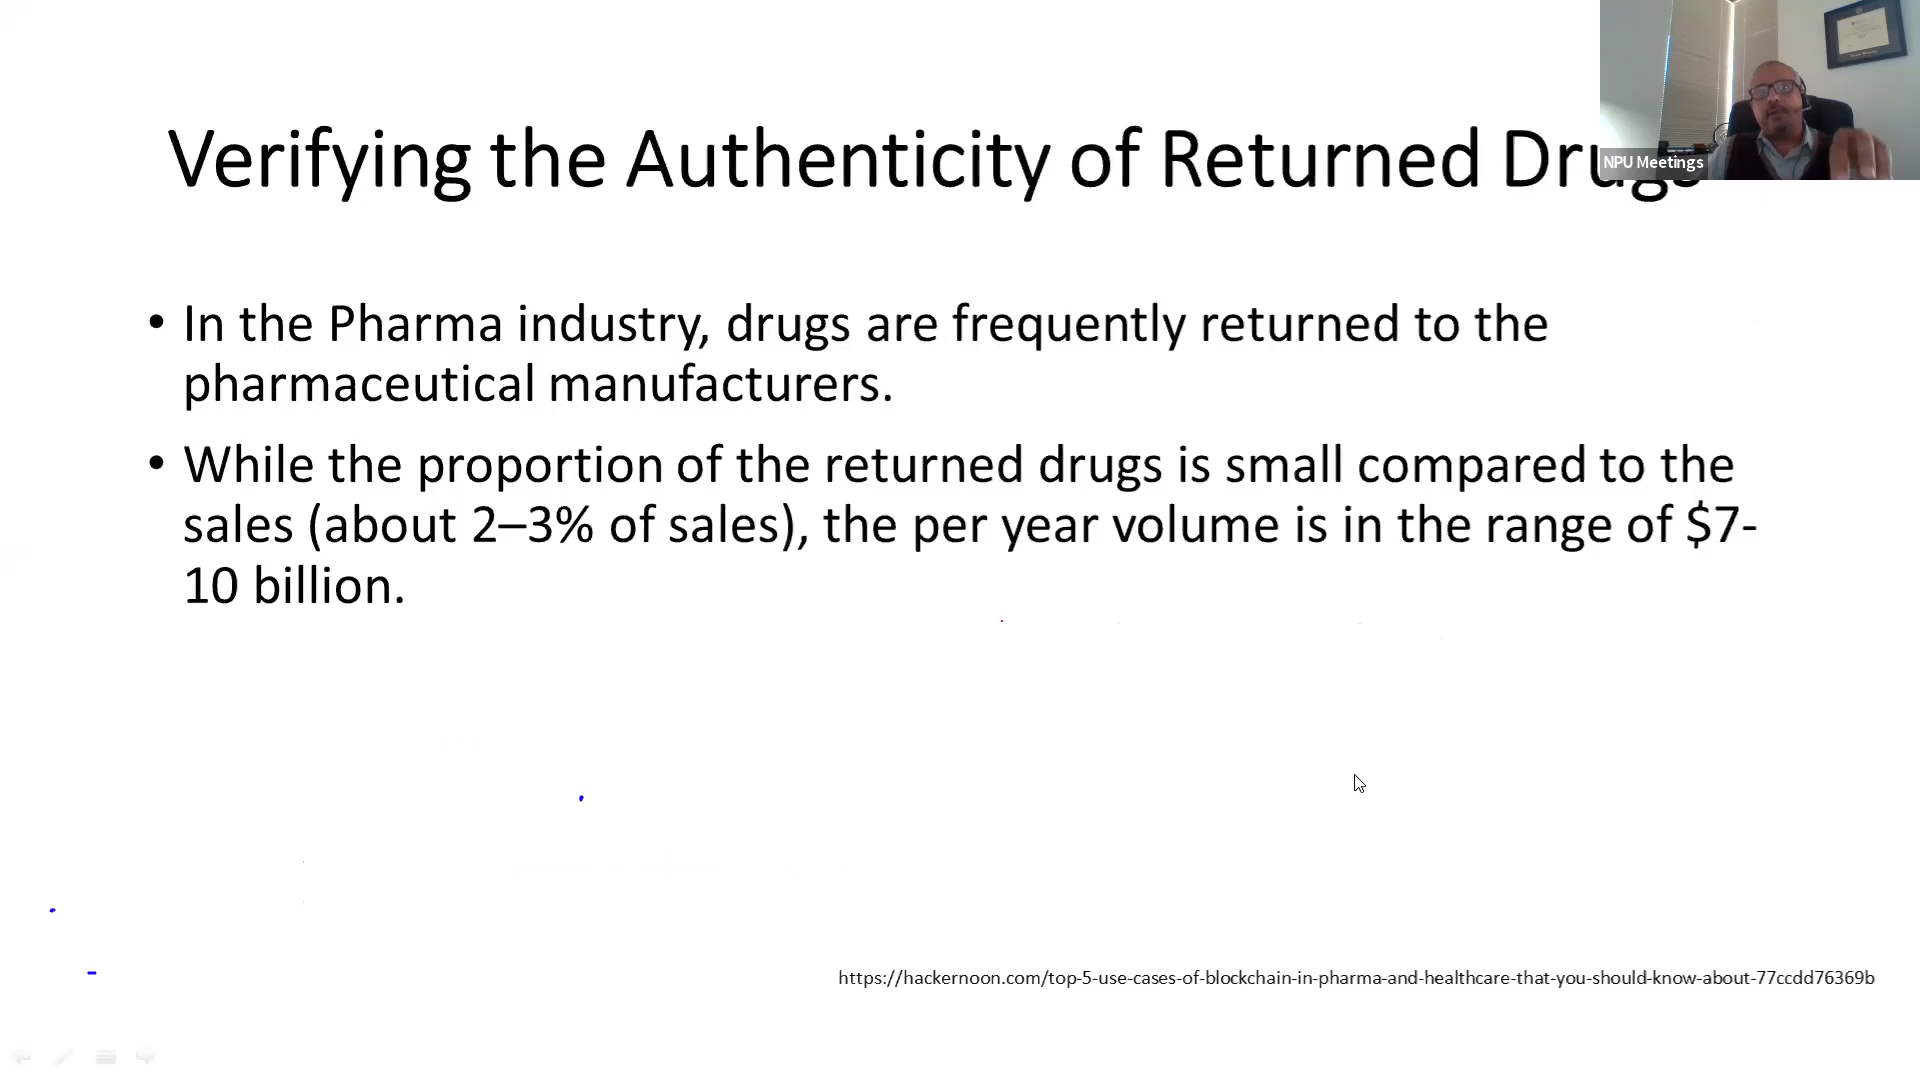 Verifying the Authenticity of Returned Drugs
NPU Meetings
• In the Pharma industry, drugs are frequently returned to the
pharmaceutical manufacturers.
• While the proportion of the returned drugs is small compared to the
sales (about 2–3% of sales), the per year volume is in the range of $7-
10 billion.
https://hackernoon.com/top-5-use-cases-of-blockchain-in-pharma-and-healthcare-that-you-should-know-about-77ccdd76369b